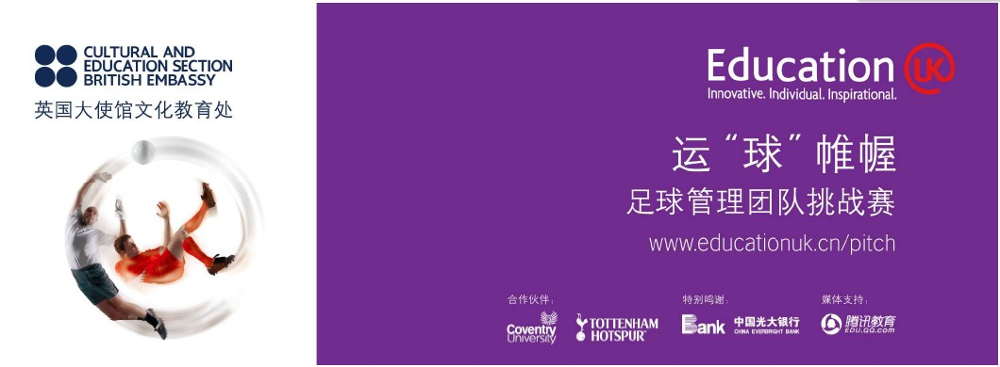 CULTURAL AND
EDUCATION SECTION
BRITISH EMBASSY
英国大使馆文化教育处
Education UK
Innovative. Individual. Inspirational.
运“球”帷幄
足球管理团队挑战赛
www.educationuk.cn/pitch
合作伙伴：
Coventry
University
TOTTENHAM
HOTSPUR
特别鸣谢：
Bank
中国光大银行
CHINA EVERBRIGHT BANK
媒体支持：
腾讯教育
EDU.QQ.COM